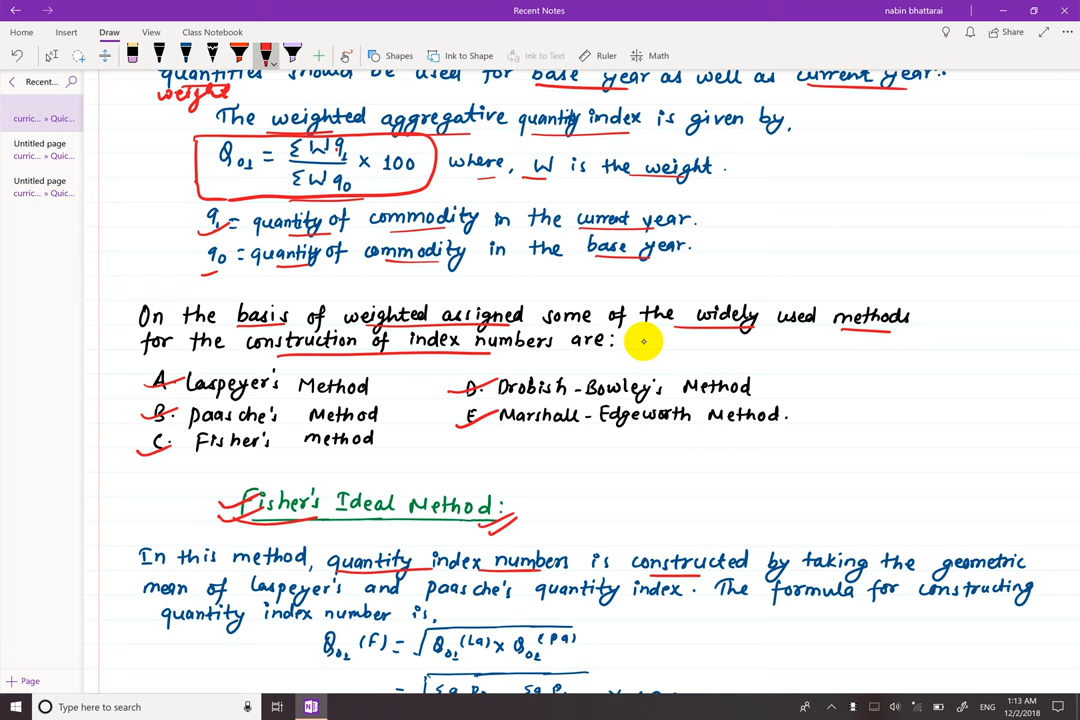 Recent Notes
nabin bhattarai
Home Insert Draw View Class Notebook
Share
Shapes Ink to Shape Ink to Text Ruler Math
Recent...
curric... > Quic...
Untitled page
curric... > Quic...
Untitled page
curric... > Quic...
quantities should be used for base year as well as current year.
weight
The weighted aggregative quantity index is given by,
Q01 = ΣWq1 / ΣWq0 × 100 where, W is the weight.
q1 = quantity of commodity in the current year.
q0 = quantity of commodity in the base year.
On the basis of weighted assigned some of the widely used methods
for the construction of index numbers are:
A. Laspeyer's Method D. Drobish-Bowley's Method
B. Paasche's Method E. Marshall-Edgeworth Method.
C. Fisher's method
Fisher's Ideal Method:
In this method, quantity index numbers is constructed by taking the geometric
mean of Laspeyer's and Paasche's quantity index. The formula for constructing
quantity index number is,
Q01(F) = √Q01(La) × Q01(Pa)
+ Page
Type here to search
ENG
1:13 AM
12/2/2018